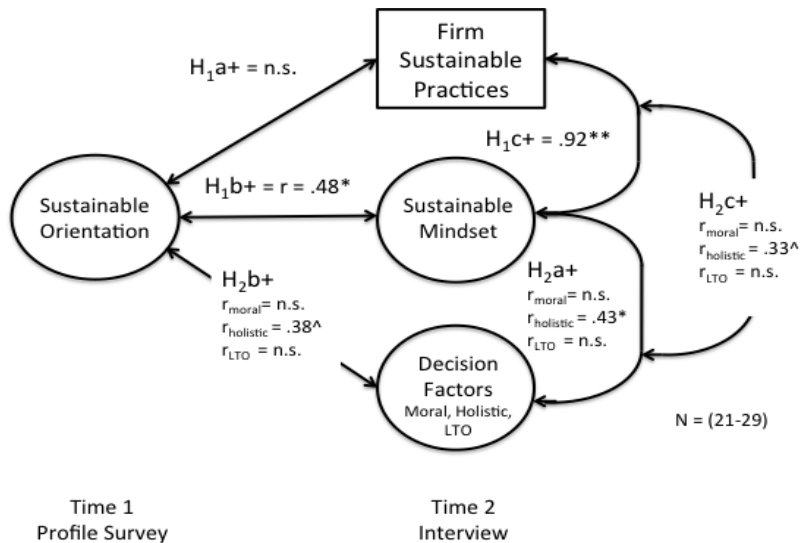 Firm
Sustainable
Practices
H1a+ = n.s.
H1c+ = .92**
H1b+ = r = .48*
Sustainable
Orientation
Sustainable
Mindset
H2c+
rmoral= n.s.
rholistic = .33^
rLTO = n.s.
H2a+
rmoral= n.s.
rholistic = .43*
rLTO = n.s.
H2b+
rmoral= n.s.
rholistic = .38^
rLTO = n.s.
Decision
Factors
Moral, Holistic,
LTO
N = (21-29)
Time 1
Profile Survey
Time 2
Interview